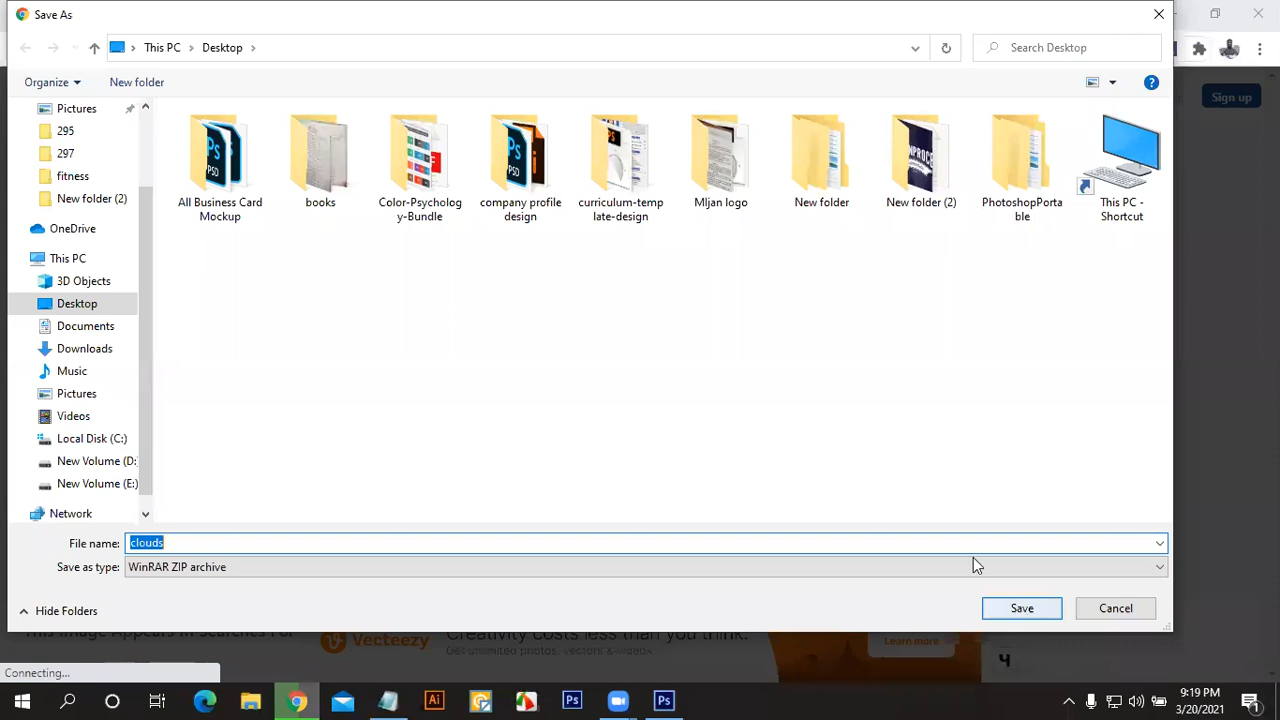 Save As
This PC
Desktop
Search Desktop
Organize
New folder
Pictures
295
297
fitness
New folder (2)
OneDrive
This PC
3D Objects
Desktop
Documents
Downloads
Music
Pictures
Videos
Local Disk (C:)
New Volume (D:
New Volume (E:)
Network
All Business Card
Mockup
books
Color-Psycholog
y-Bundle
company profile
design
curriculum-temp
late-design
Mljan logo
New folder
New folder (2)
PhotoshopPorta
ble
This PC -
Shortcut
File name:
clouds
Save as type:
WinRAR ZIP archive
Hide Folders
Save
Cancel
Sign up
This Image Appears in Searches For
Vecteezy
Creativity costs less than you think.
Get unlimited photos, vectors & videos.
Learn more
Connecting...
9:19 PM
3/20/2021